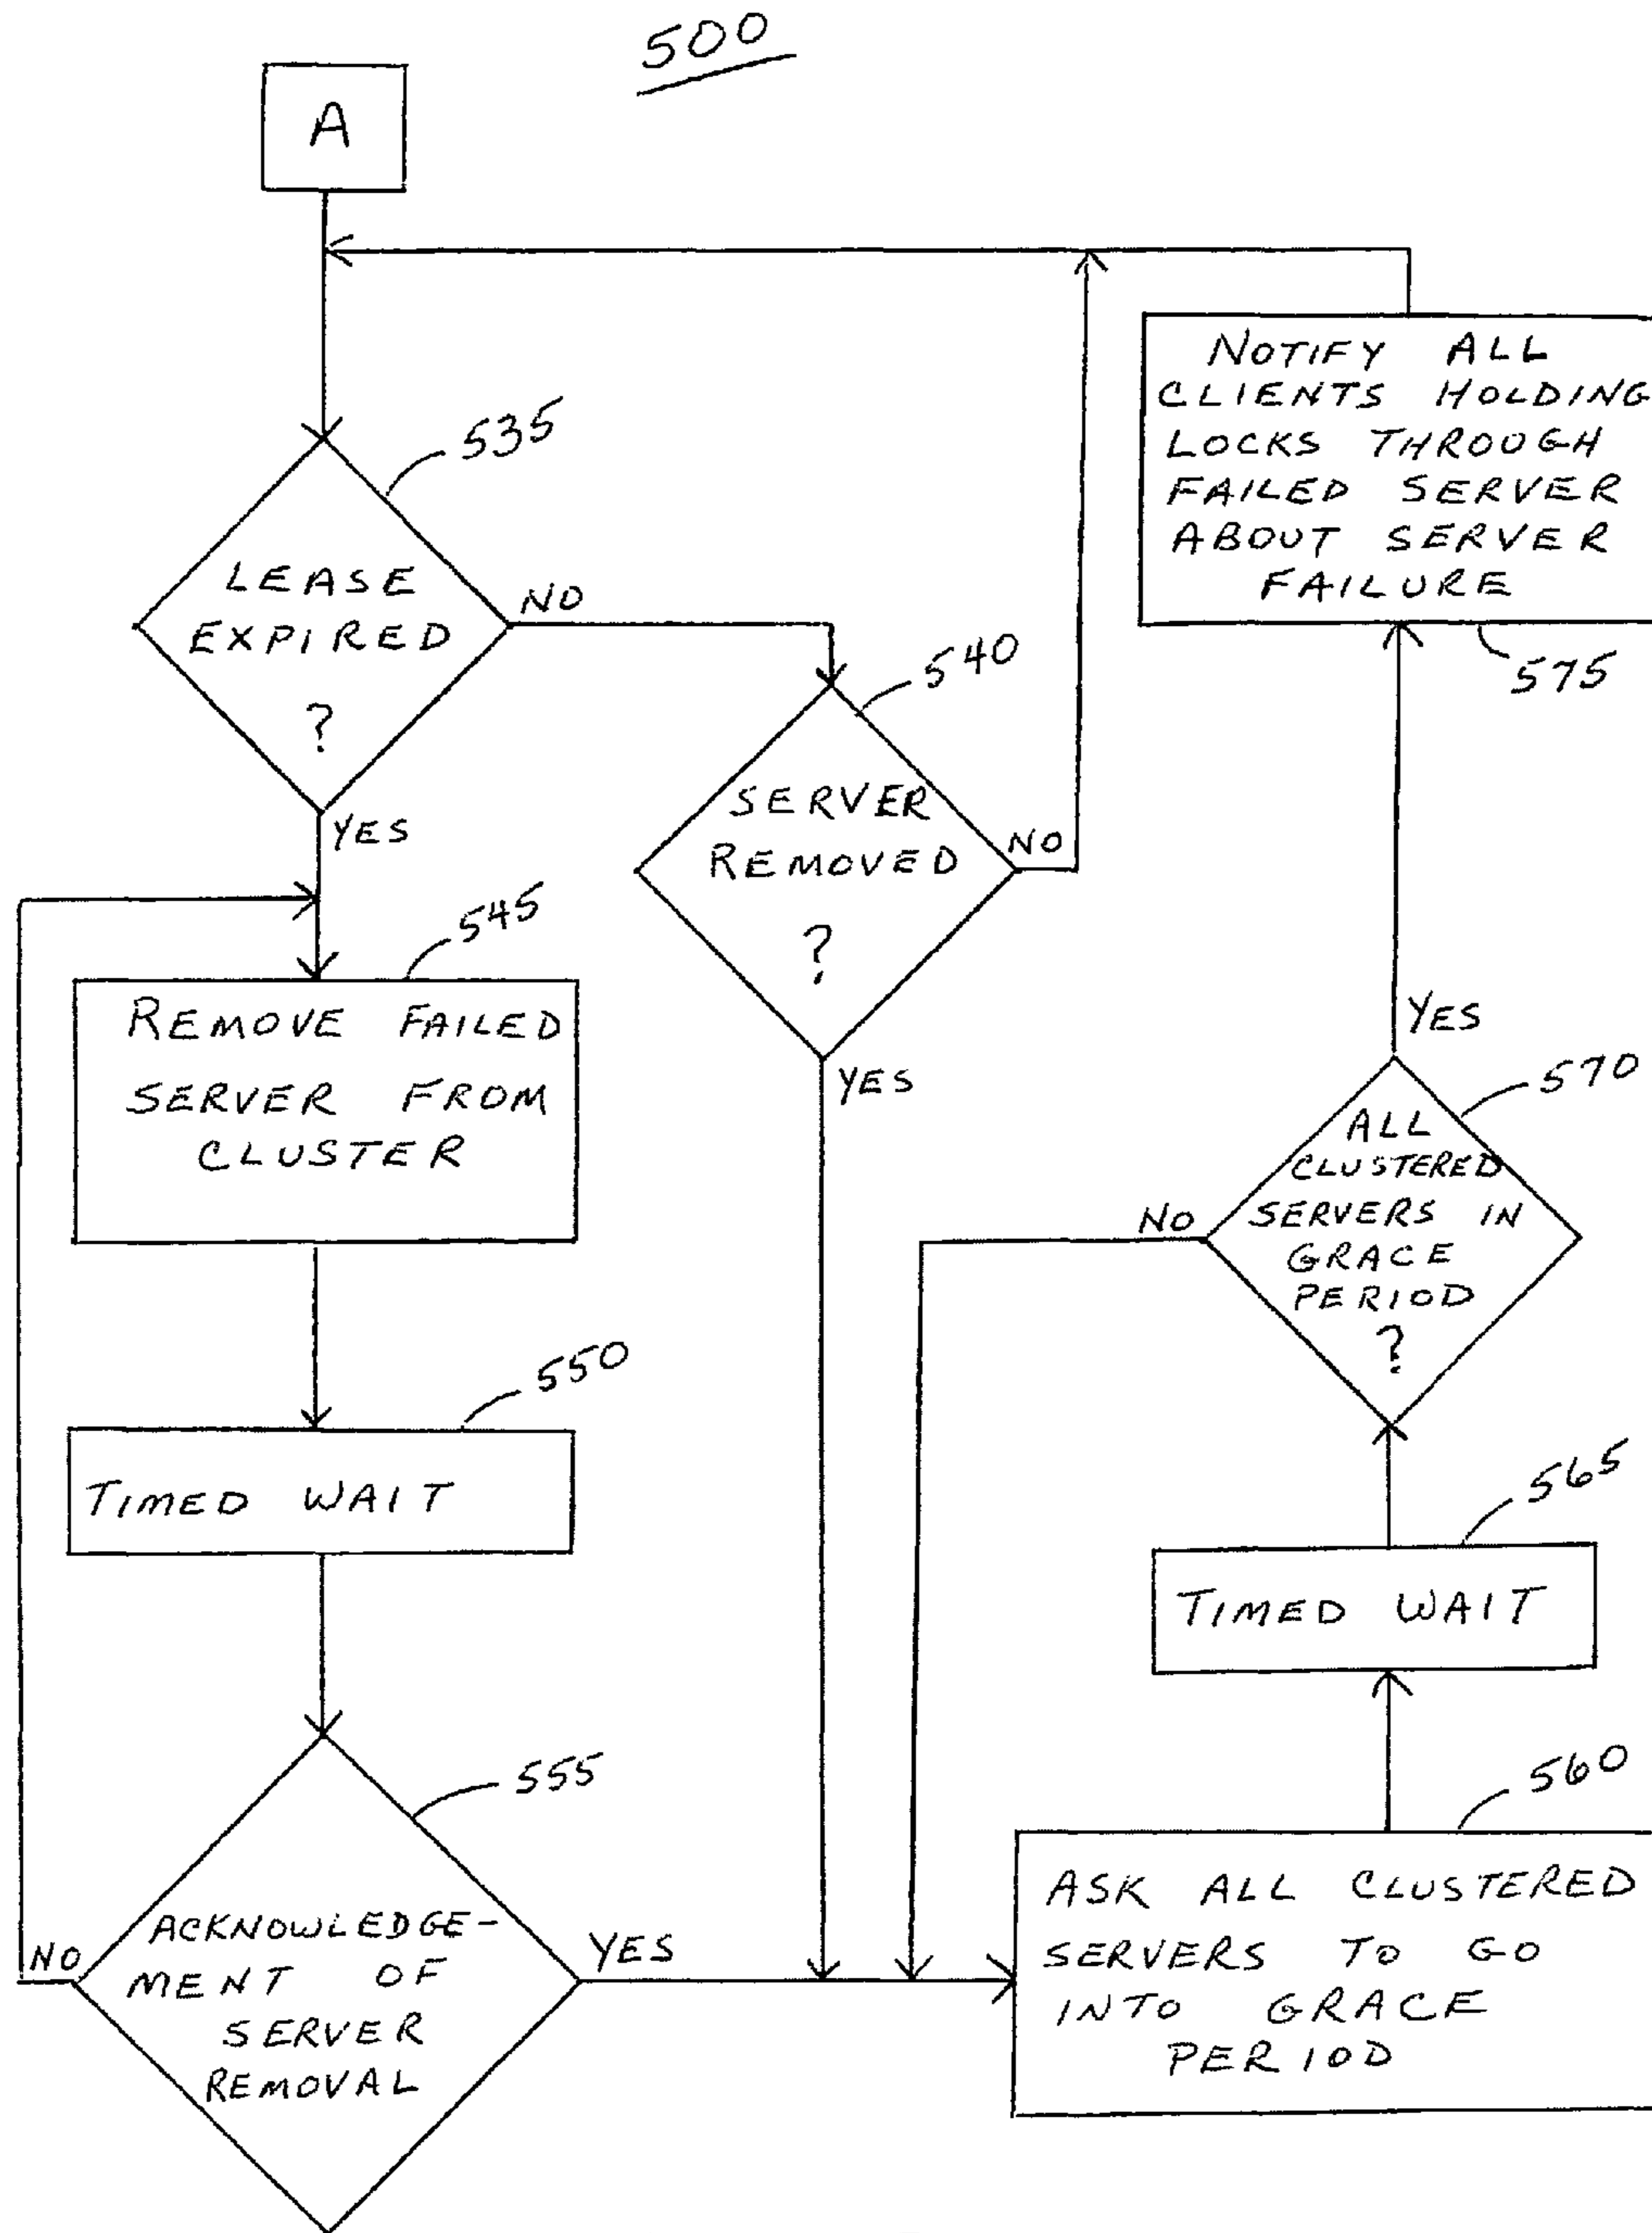 500
A
535
LEASE
EXPIRED
?
NO
YES
540
SERVER
REMOVED
?
NO
YES
545
REMOVE FAILED
SERVER FROM
CLUSTER
550
TIMED WAIT
555
ACKNOWLEDGE-
MENT OF
SERVER
REMOVAL
NO
YES
560
ASK ALL CLUSTERED
SERVERS TO GO
INTO GRACE
PERIOD
565
TIMED WAIT
570
ALL
CLUSTERED
SERVERS IN
GRACE
PERIOD
?
NO
YES
575
NOTIFY ALL
CLIENTS HOLDING
LOCKS THROUGH
FAILED SERVER
ABOUT SERVER
FAILURE